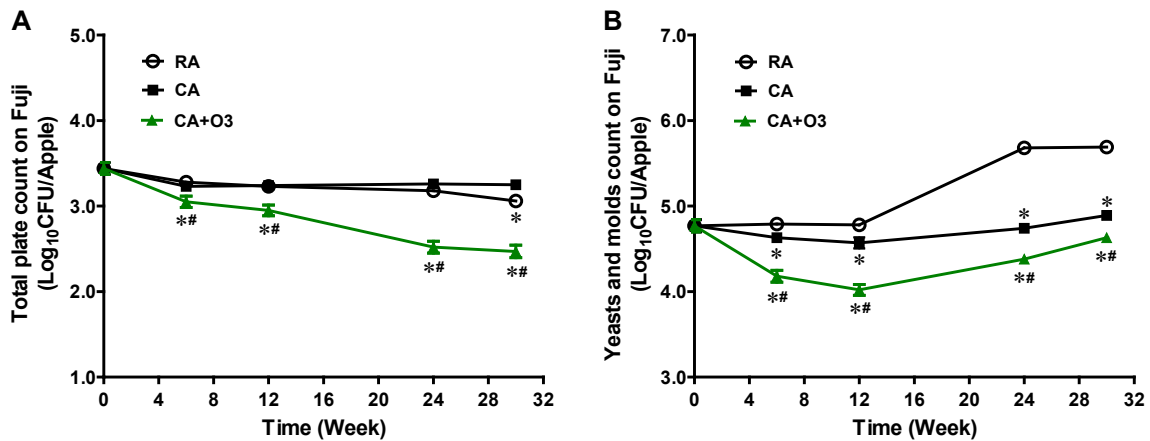 A
Total plate count on Fuji
(Log10CFU/Apple)
5.0
4.0
3.0
2.0
1.0
RA
CA
CA+O3
*#
*#
*#
*
*#
0 4 8 12 16 20 24 28 32
Time (Week)
B
Yeasts and molds count on Fuji
(Log10CFU/Apple)
7.0
6.0
5.0
4.0
3.0
RA
CA
CA+O3
*
*
*
*
*#
*#
*#
*#
0 4 8 12 16 20 24 28 32
Time (Week)